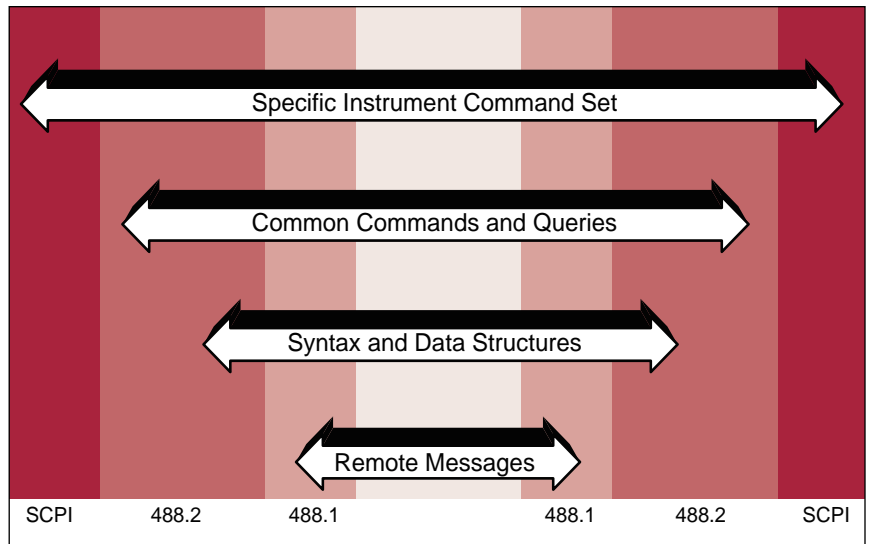 Specific Instrument Command Set
Common Commands and Queries
Syntax and Data Structures
Remote Messages
SCPI 488.2 488.1 488.1 488.2 SCPI